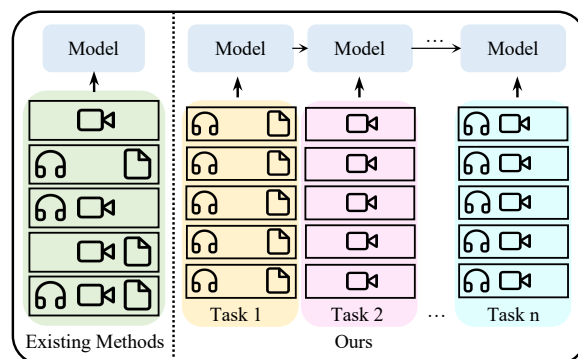 Model
Model
Model
...
Model
Task 1
Task 2
...
Task n
Existing Methods
Ours